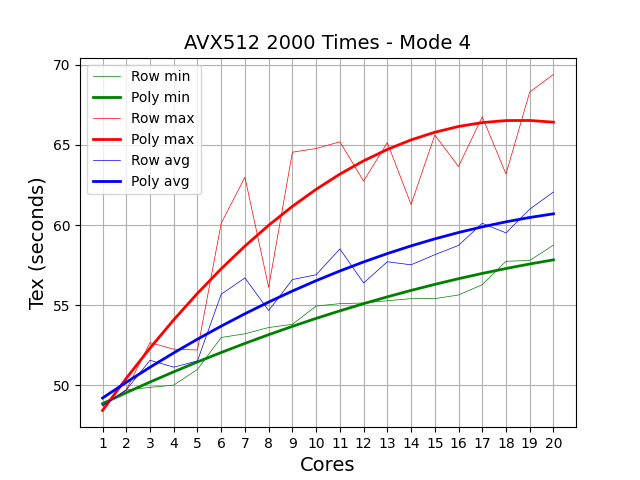 AVX512 2000 Times - Mode 4
Tex (seconds)
70
65
60
55
50
Row min
Poly min
Row max
Poly max
Row avg
Poly avg
1 2 3 4 5 6 7 8 9 10 11 12 13 14 15 16 17 18 19 20
Cores